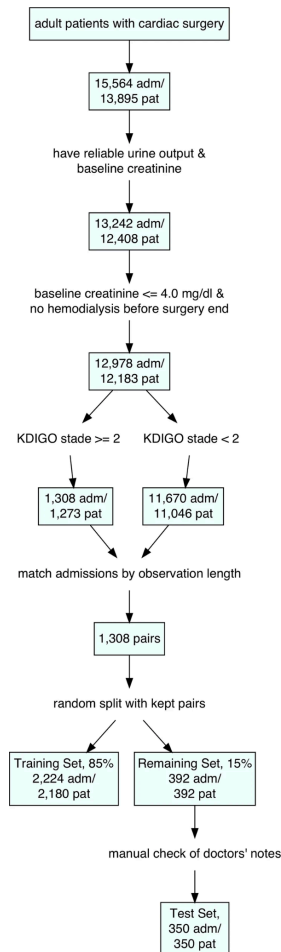 adult patients with cardiac surgery
15,564 adm/
13,895 pat
have reliable urine output &
baseline creatinine
13,242 adm/
12,408 pat
baseline creatinine <= 4.0 mg/dl &
no hemodialysis before surgery end
12,978 adm/
12,183 pat
KDIGO stade >= 2
KDIGO stade < 2
1,308 adm/
1,273 pat
11,670 adm/
11,046 pat
match admissions by observation length
1,308 pairs
random split with kept pairs
Training Set, 85%
2,224 adm/
2,180 pat
Remaining Set, 15%
392 adm/
392 pat
manual check of doctors' notes
Test Set,
350 adm/
350 pat